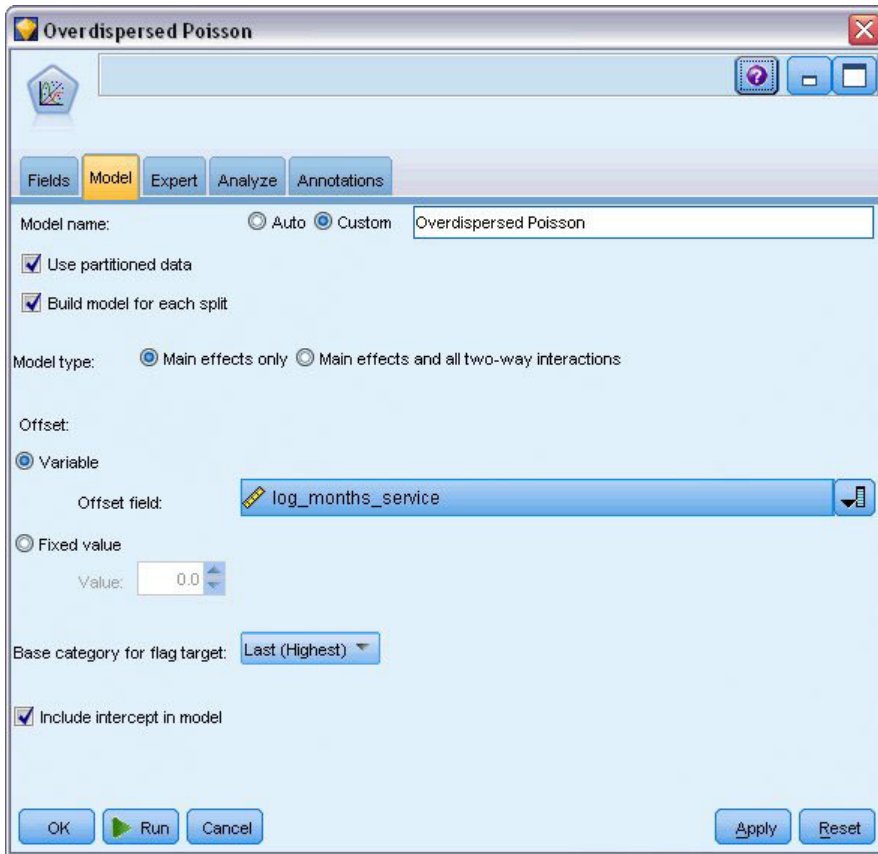 Overdispersed Poisson
Fields Model Expert Analyze Annotations
Model name: Auto Custom Overdispersed Poisson
Use partitioned data
Build model for each split
Model type: Main effects only Main effects and all two-way interactions
Offset:
Variable
Offset field: log_months_service
Fixed value
Value: 0.0
Base category for flag target: Last (Highest)
Include intercept in model
OK Run Cancel Apply Reset